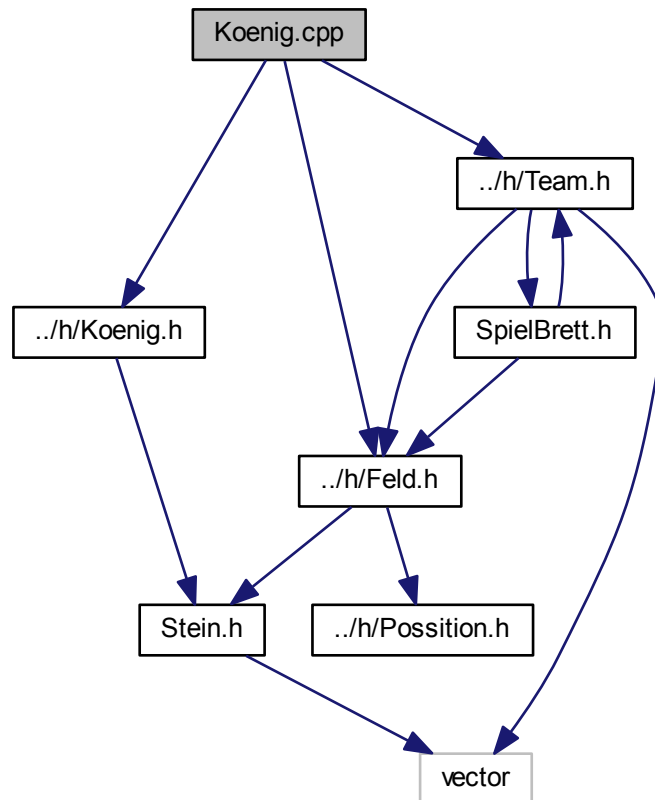 Koenig.cpp
../h/Team.h
../h/Koenig.h
SpielBrett.h
../h/Feld.h
Stein.h
../h/Possition.h
vector